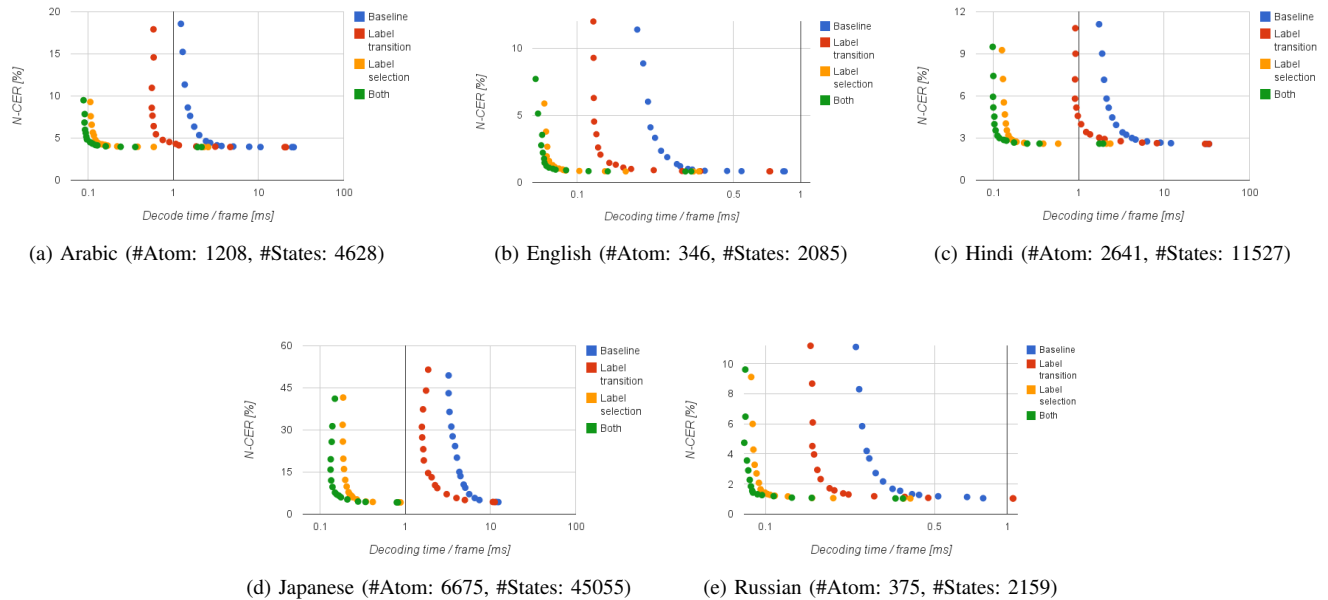 20
15
10
5
0
N-CER [%]
0.1
1
10
100
Decode time / frame [ms]
Baseline
Label
transition
Label
selection
Both
(a) Arabic (#Atom: 1208, #States: 4628)
10
5
0
N-CER [%]
0.1
0.5
1
Decoding time / frame [ms]
Baseline
Label
transition
Label
selection
Both
(b) English (#Atom: 346, #States: 2085)
12
9
6
3
0
N-CER [%]
0.1
1
10
100
Decoding time / frame [ms]
Baseline
Label
transition
Label
selection
Both
(c) Hindi (#Atom: 2641, #States: 11527)
60
45
30
15
0
N-CER [%]
0.1
1
10
100
Decoding time / frame [ms]
Baseline
Label
transition
Label
selection
Both
(d) Japanese (#Atom: 6675, #States: 45055)
10
8
6
4
2
0
N-CER [%]
0.1
0.5
1
Decoding time / frame [ms]
Baseline
Label
transition
Label
selection
Both
(e) Russian (#Atom: 375, #States: 2159)